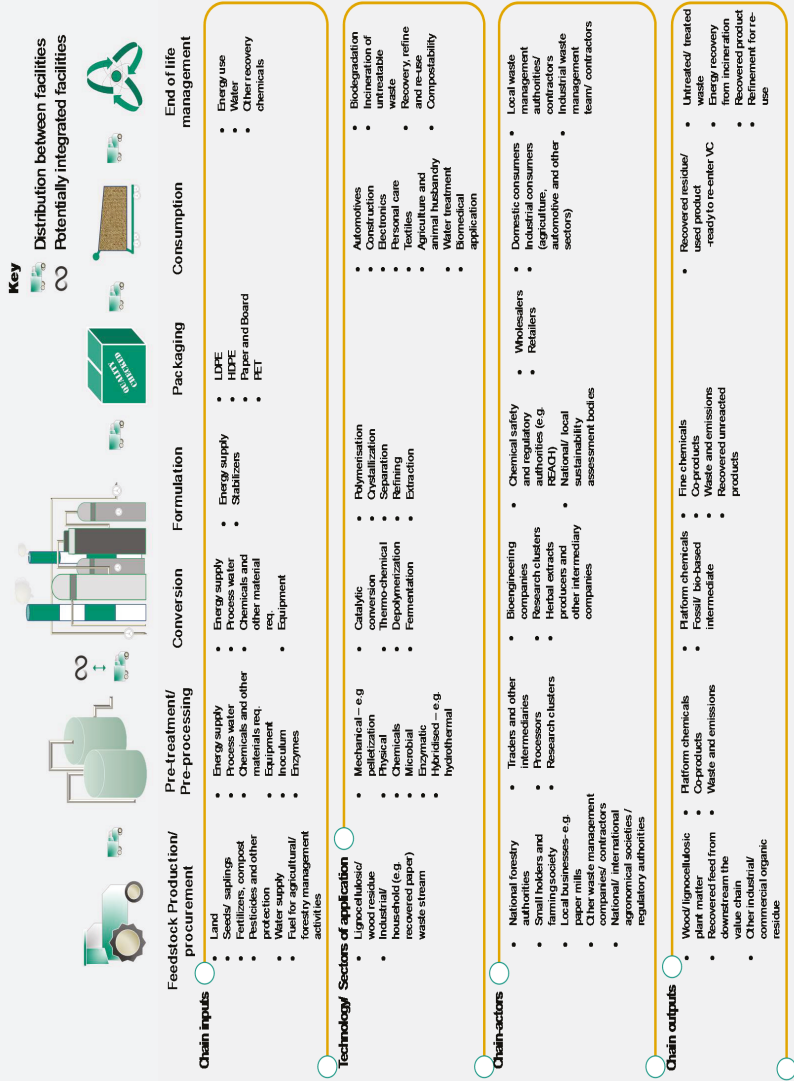 Key
Distribution between facilities
Potentially integrated facilities
QUALITY
CHECKED
Feedstock Production/
procurement
Pre-treatment/
Pre-processing
Conversion
Formulation
Packaging
Consumption
End of life
management
Chain inputs
• Land
• Seeds/ saplings
• Fertilizers, compost
• Pesticides and other
protection
• Water supply
• Fuel for agricultural/
forestry management
activities
• Energy supply
• Process water
• Chemicals and other
materials req.
• Equipment
• Inoculum
• Enzymes
• Energy supply
• Process water
• Chemicals and
other material
req.
• Equipment
• Energy supply
• Stabilizers
• LDPE
• HDPE
• Paper and Board
• PET
• Energy use
• Water
• Other recovery
chemicals
Technology/ Sectors of application
• Lignocellulosic/
wood residue
• Industrial/
household (e.g.
recovered paper)
waste stream
• Mechanical – e.g
pelletization
• Physical
• Chemicals
• Microbial
• Enzymatic
• Hybridised – e.g.
hydrothermal
• Catalytic
conversion
• Thermo-chemical
• Depolymerization
• Fermentation
• Polymerisation
• Crystallization
• Separation
• Refining
• Extraction
• Automotives
• Construction
• Electronics
• Personal care
• Textiles
• Agriculture and
animal husbandry
• Water treatment
• Biomedical
application
• Biodegradation
• Incineration of
untreatable
waste
• Recovery, refine
and re-use
• Compostability
Chain-actors
• National forestry
authorities
• Small holders and
farming society
• Local businesses- e.g.
paper mills
• Other waste management
companies/ contractors
• National/ international
agronomical societies /
regulatory authorities
• Traders and other
intermediaries
• Processors
• Research clusters
• Bioengineering
companies
• Research clusters
• Herbal extracts
producers and
other intermediary
companies
• Chemical safety
and regulatory
authorities (e.g.
REACH)
• National/ local
sustainability
assessment bodies
• Wholesalers
• Retailers
• Domestic consumers
• Industrial consumers
(agriculture,
automotive and other
sectors)
• Local waste
management
authorities/
contractors
• Industrial waste
management
team/ contractors
Chain outputs
• Wood/ lignocellulosic
plant matter
• Recovered feed from
downstream the
value chain
• Other industrial/
commercial organic
residue
• Platform chemicals
• Co-products
• Waste and emissions
• Platform chemicals
• Fossil/ bio-based
intermediate
• Fine chemicals
• Co-products
• Waste and emissions
• Recovered unreacted
products
• Recovered residue/
used product
-ready to re-enter VC
• Untreated/ treated
waste
• Energy recovery
from incineration
• Recovered product
• Refinement for re-
use